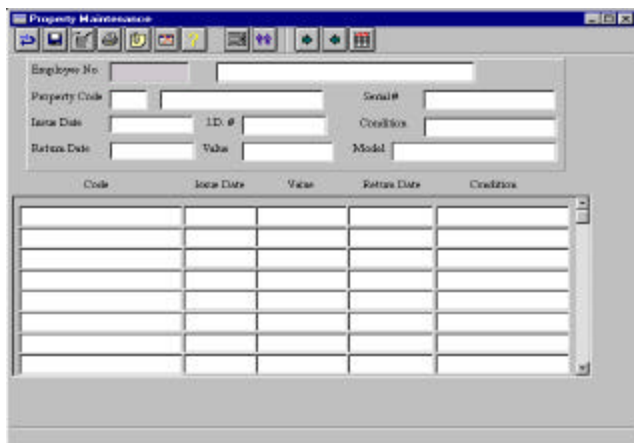 Property Maintenance
?
Employee No.
Property Code Serial#
Issue Date I.D. # Condition
Return Date Value Model
Code Issue Date Value Return Date Condition